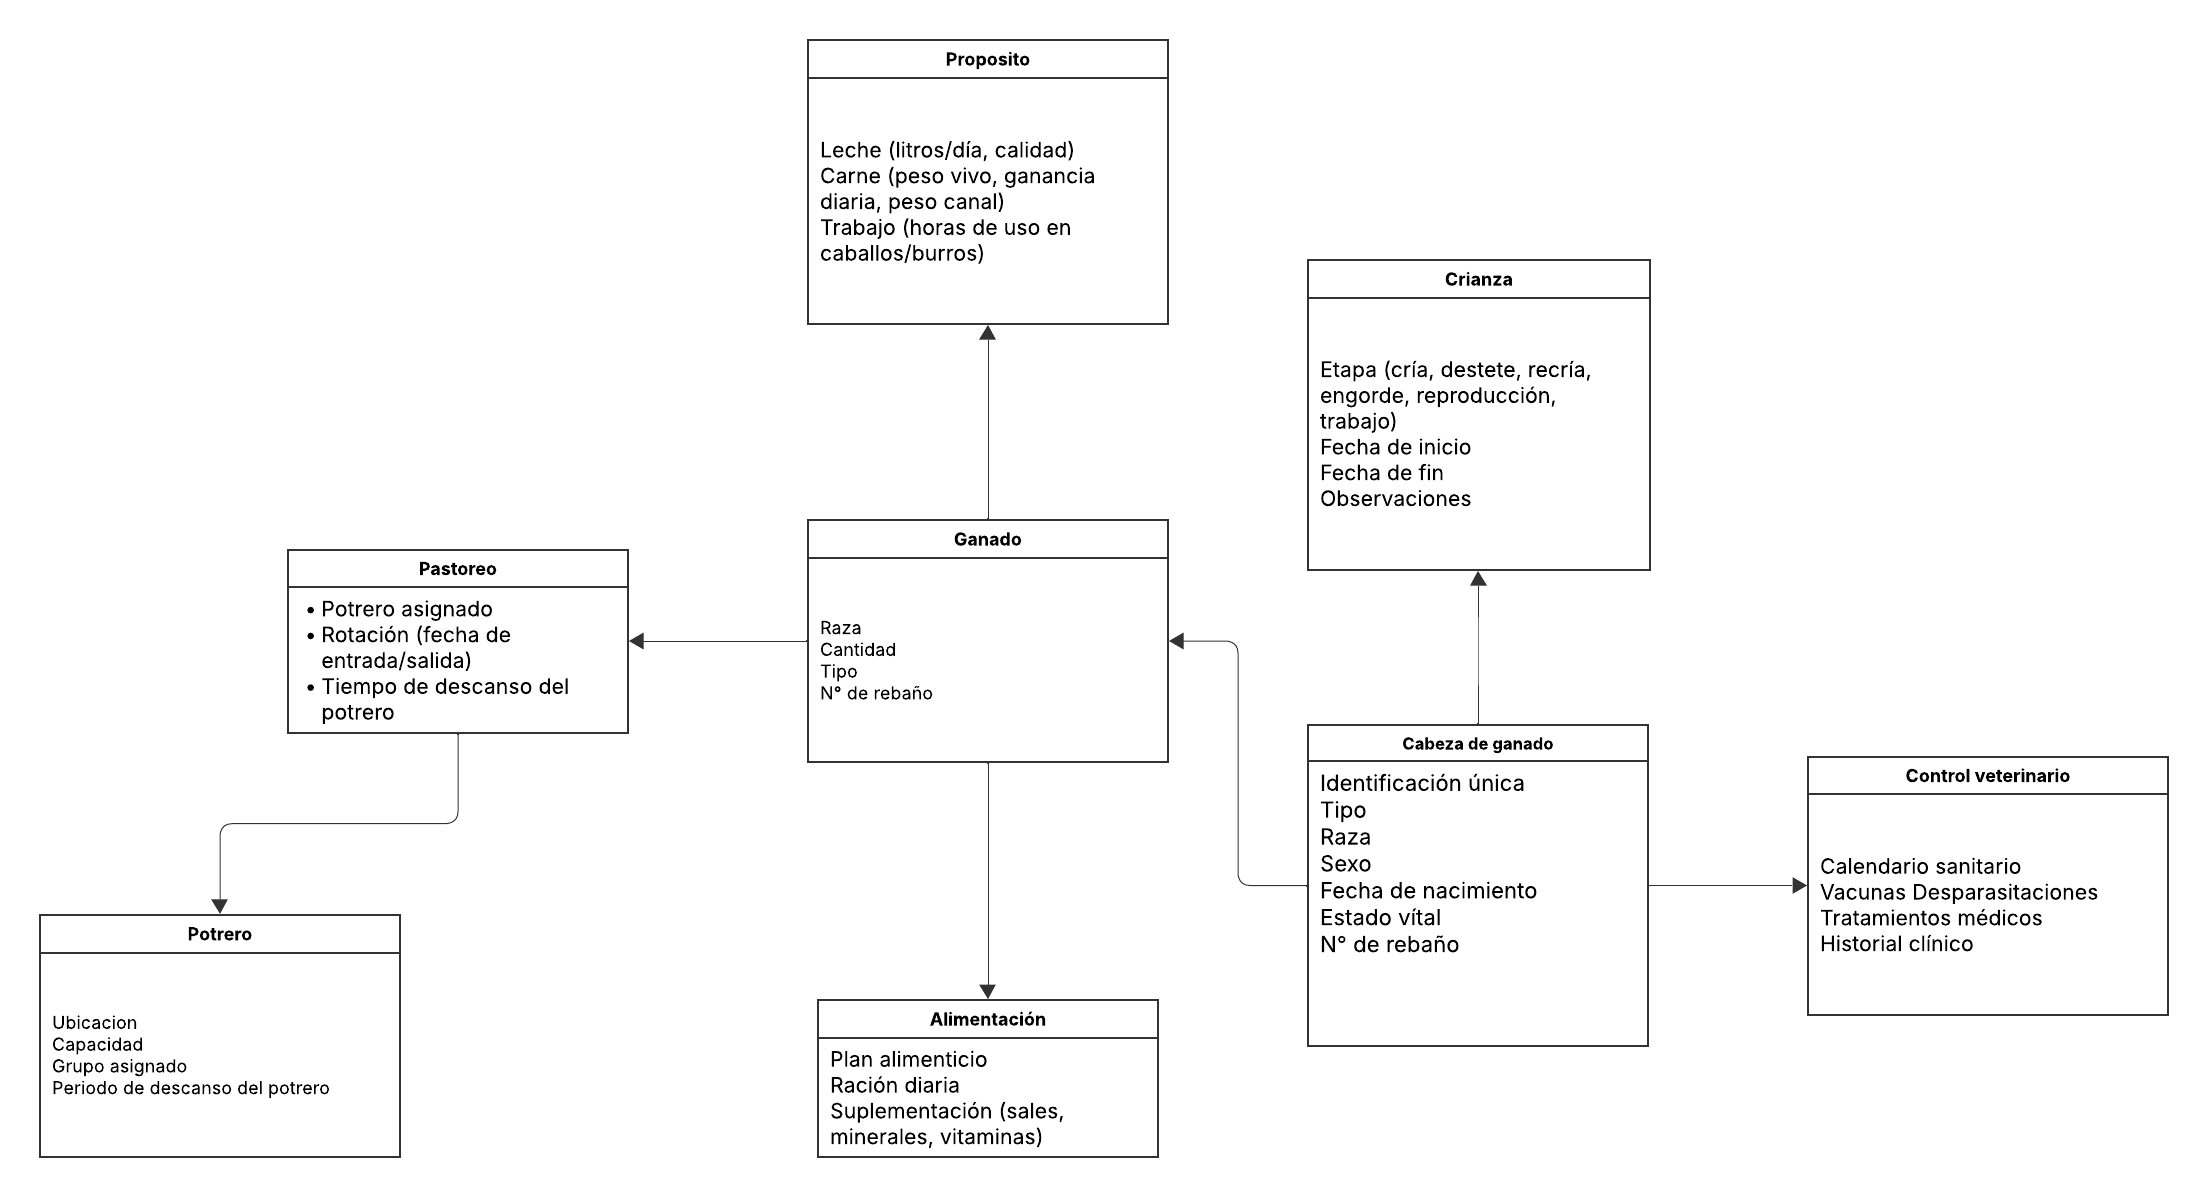 Proposito
Leche (litros/día, calidad)
Carne (peso vivo, ganancia
diaria, peso canal)
Trabajo (horas de uso en
caballos/burros)
Crianza
Etapa (cría, destete, recría,
engorde, reproducción,
trabajo)
Fecha de inicio
Fecha de fin
Observaciones
Ganado
Raza
Cantidad
Tipo
N° de rebaño
Pastoreo
• Potrero asignado
• Rotación (fecha de
entrada/salida)
• Tiempo de descanso del
potrero
Cabeza de ganado
Identificación única
Tipo
Raza
Sexo
Fecha de nacimiento
Estado vítal
N° de rebaño
Control veterinario
Calendario sanitario
Vacunas Desparasitaciones
Tratamientos médicos
Historial clínico
Potrero
Ubicacion
Capacidad
Grupo asignado
Periodo de descanso del potrero
Alimentación
Plan alimenticio
Ración diaria
Suplementación (sales,
minerales, vitaminas)